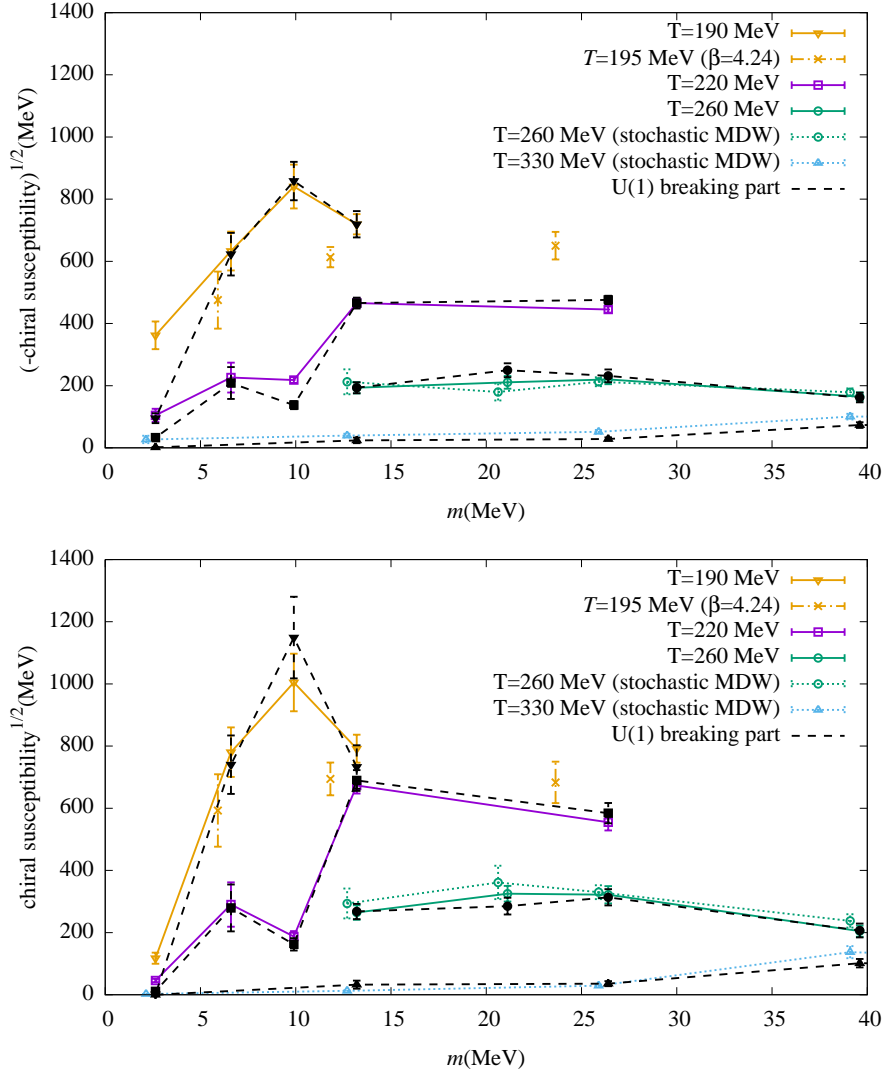 1400
1200
1000
800
600
400
200
0
(-chiral susceptibility)^{1/2}(MeV)
T=190 MeV
T=195 MeV (β=4.24)
T=220 MeV
T=260 MeV
T=260 MeV (stochastic MDW)
T=330 MeV (stochastic MDW)
U(1) breaking part
0 5 10 15 20 25 30 35 40
m(MeV)
1400
1200
1000
800
600
400
200
0
chiral susceptibility^{1/2}(MeV)
T=190 MeV
T=195 MeV (β=4.24)
T=220 MeV
T=260 MeV
T=260 MeV (stochastic MDW)
T=330 MeV (stochastic MDW)
U(1) breaking part
0 5 10 15 20 25 30 35 40
m(MeV)